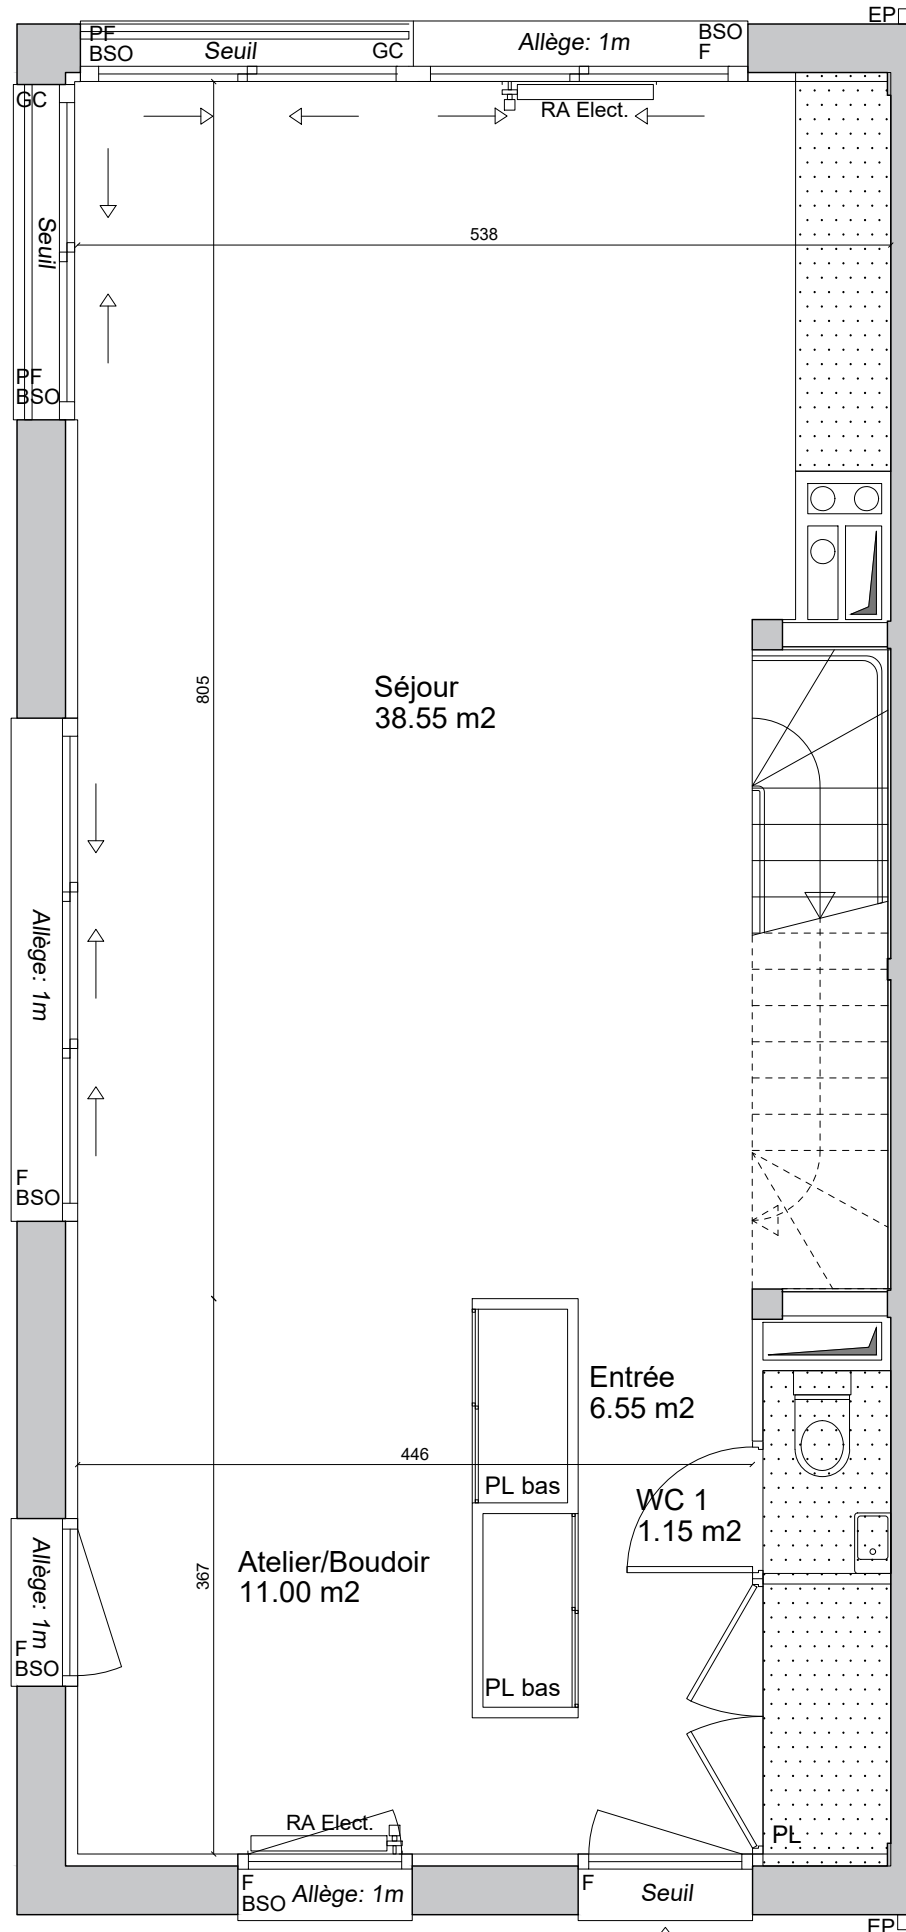 EP
PF
BSO
Seuil
GC
Allège: 1m
BSO
F
GC
RA Elect.
Seuil
538
PF
BSO
805
Séjour
38.55 m2
Allège: 1m
F
BSO
Entrée
6.55 m2
446
PL bas
WC 1
1.15 m2
Allège: 1m
F
BSO
367
Atelier/Boudoir
11.00 m2
PL bas
RA Elect.
PL
F
BSO
Allège: 1m
F
Seuil
EP